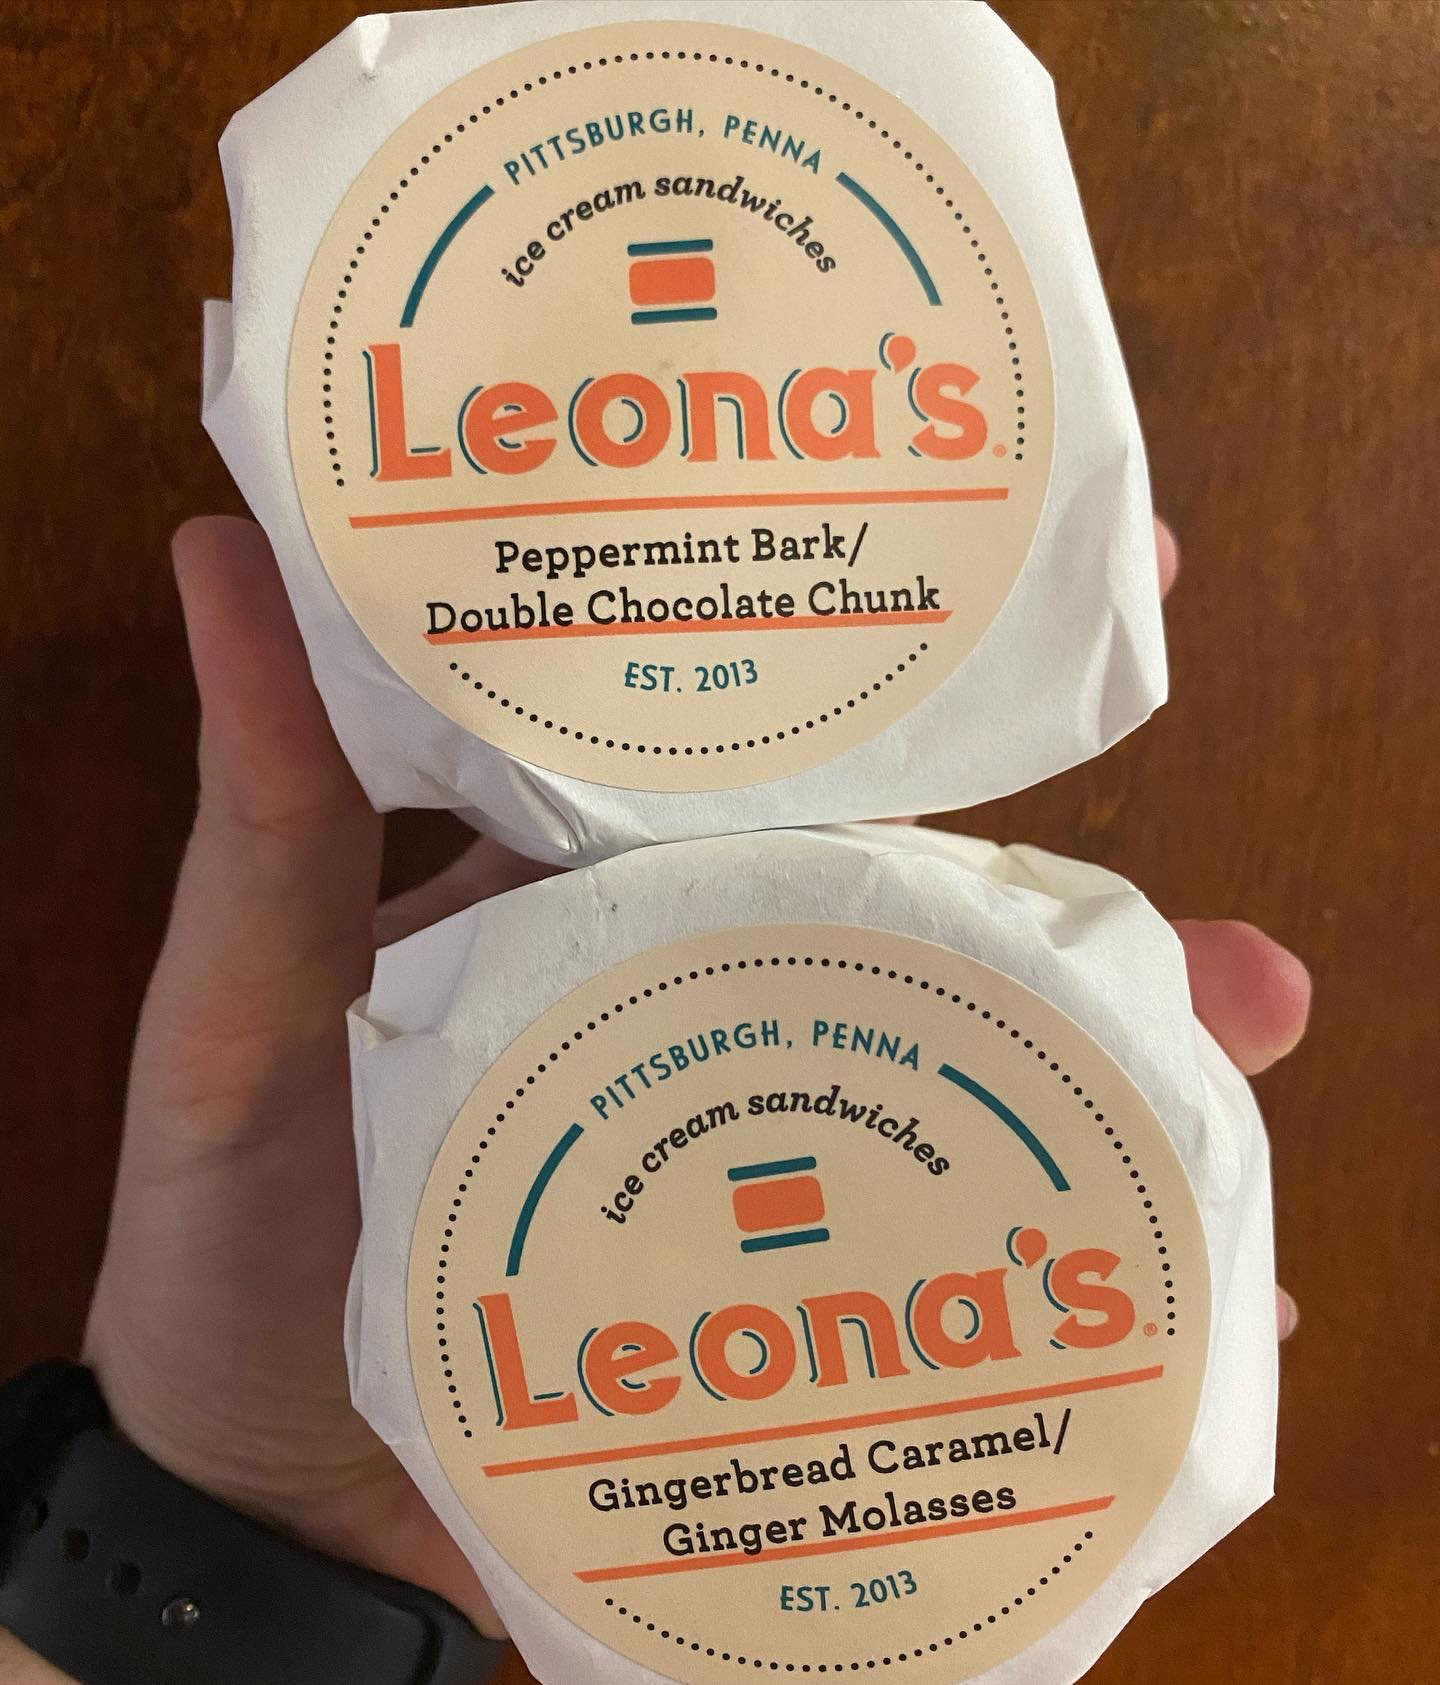 PITTSBURGH, PENNA
ice cream sandwiches
Leona's®
Peppermint Bark/
Double Chocolate Chunk
EST. 2013
PITTSBURGH, PENNA
ice cream sandwiches
Leona's®
Gingerbread Caramel/
Ginger Molasses
EST. 2013